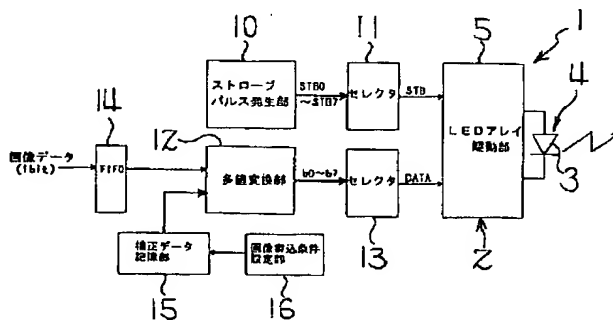 10
ストローブ
パルス発生部
STB0
～STB7
11
セレクタ
STB
5
LEDアレイ
駆動部
1
4
3
2
14
画像データ
(1bit)
FIFO
12
多値変換部
b0～b7
セレクタ
13
DATA
補正データ
記憶部
15
画像書込条件
設定部
16